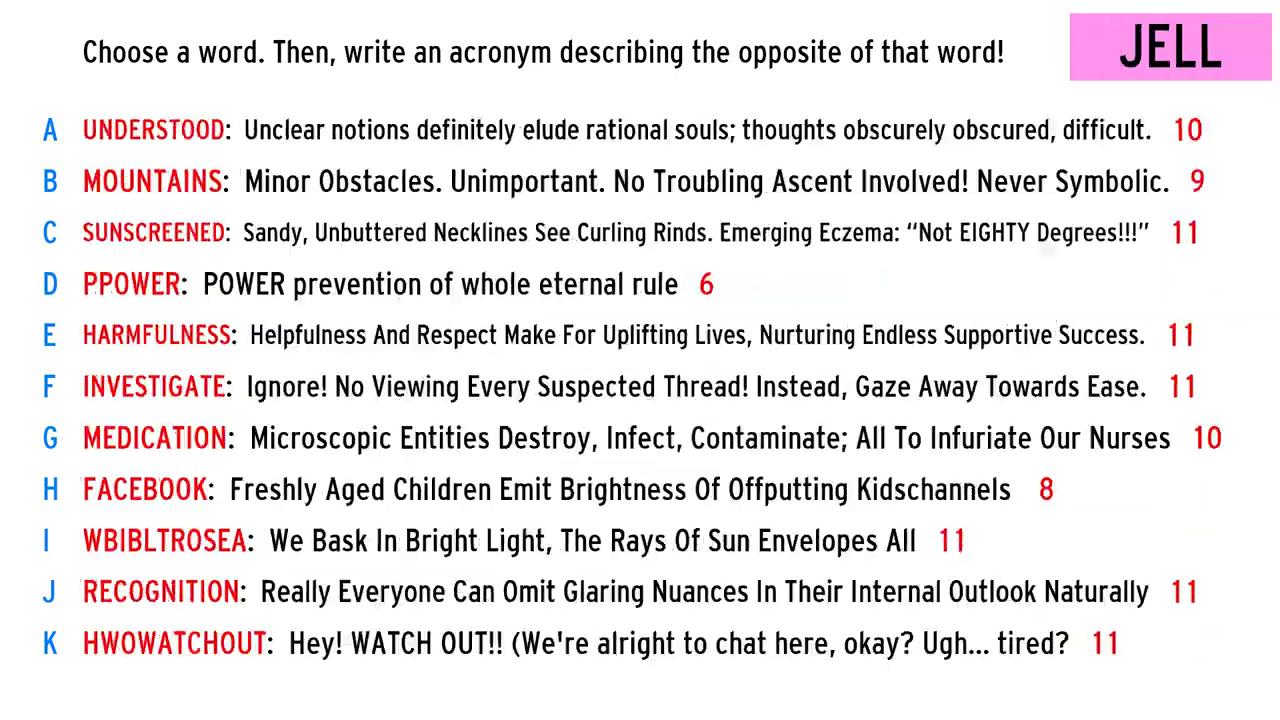 Choose a word. Then, write an acronym describing the opposite of that word!
JELL
A UNDERSTOOD: Unclear notions definitely elude rational souls; thoughts obscurely obscured, difficult. 10
B MOUNTAINS: Minor Obstacles. Unimportant. No Troubling Ascent Involved! Never Symbolic. 9
C SUNSCREENED: Sandy, Unbuttered Necklines See Curling Rinds. Emerging Eczema: “Not EIGHTY Degrees!!!” 11
D PPOWER: POWER prevention of whole eternal rule 6
E HARMFULNESS: Helpfulness And Respect Make For Uplifting Lives, Nurturing Endless Supportive Success. 11
F INVESTIGATE: Ignore! No Viewing Every Suspected Thread! Instead, Gaze Away Towards Ease. 11
G MEDICATION: Microscopic Entities Destroy, Infect, Contaminate; All To Infuriate Our Nurses 10
H FACEBOOK: Freshly Aged Children Emit Brightness Of Offputting Kidschannels 8
I WBIBLTROSEA: We Bask In Bright Light, The Rays Of Sun Envelopes All 11
J RECOGNITION: Really Everyone Can Omit Glaring Nuances In Their Internal Outlook Naturally 11
K HWOWATCHOUT: Hey! WATCH OUT!! (We're alright to chat here, okay? Ugh... tired? 11